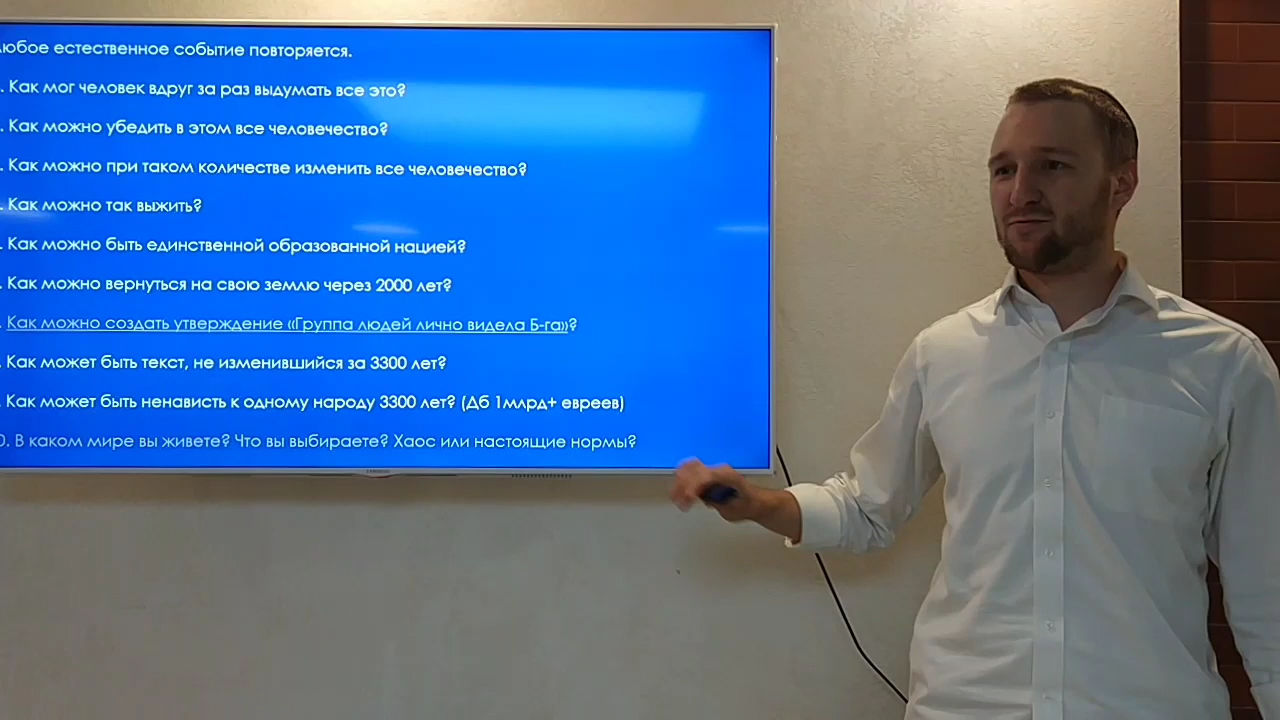 любое естественное событие повторяется.
. Как мог человек вдруг за раз выдумать все это?
. Как можно убедить в этом все человечество?
. Как можно при таком количестве изменить все человечество?
. Как можно так выжить?
. Как можно быть единственной образованной нацией?
. Как можно вернуться на свою землю через 2000 лет?
. Как можно создать утверждение «Группа людей лично видела Б-га»?
. Как может быть текст, не изменившийся за 3300 лет?
. Как может быть ненависть к одному народу 3300 лет? (Дб 1млрд+ евреев)
0. В каком мире вы живете? Что вы выбираете? Хаос или настоящие нормы?